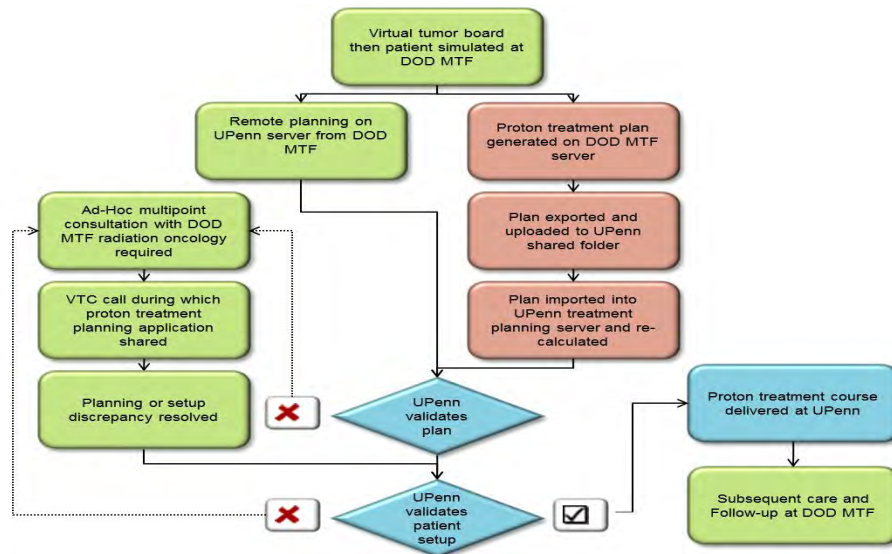 Virtual tumor board
then patient simulated at
DOD MTF
Remote planning on
UPenn server from DOD
MTF
Proton treatment plan
generated on DOD MTF
server
Ad-Hoc multipoint
consultation with DOD
MTF radiation oncology
required
Plan exported and
uploaded to UPenn
shared folder
VTC call during which
proton treatment
planning application
shared
Plan imported into
UPenn treatment
planning server and re-
calculated
Planning or setup
discrepancy resolved
UPenn
validates
plan
Proton treatment course
delivered at UPenn
UPenn
validates
patient
setup
Subsequent care and
Follow-up at DOD MTF